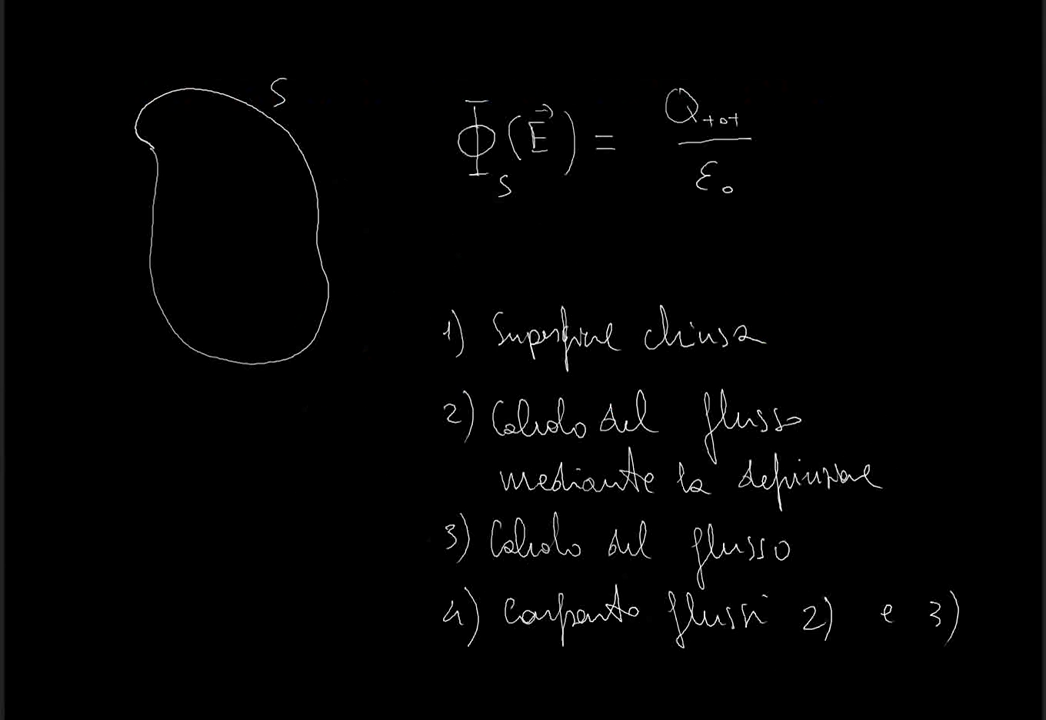 S
Φ_S(E⃗) = Q_tot / ε_0
1) Superficie chiusa
2) Calcolo del flusso
mediante la definizione
3) Calcolo del flusso
4) Confronto flussi 2) e 3)